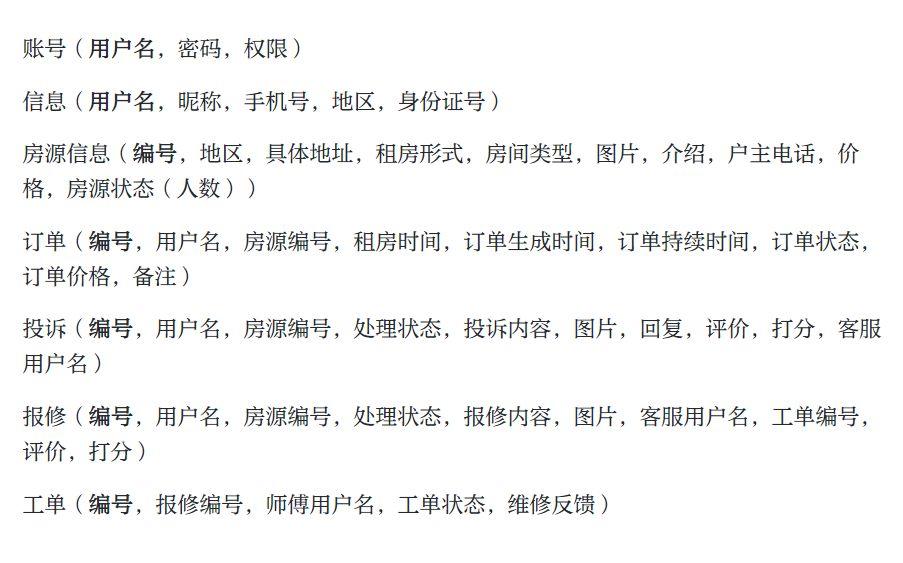 账号（用户名，密码，权限）
信息（用户名，昵称，手机号，地区，身份证号）
房源信息（编号，地区，具体地址，租房形式，房间类型，图片，介绍，户主电话，价
格，房源状态（人数））
订单（编号，用户名，房源编号，租房时间，订单生成时间，订单持续时间，订单状态，
订单价格，备注）
投诉（编号，用户名，房源编号，处理状态，投诉内容，图片，回复，评价，打分，客服
用户名）
报修（编号，用户名，房源编号，处理状态，报修内容，图片，客服用户名，工单编号，
评价，打分）
工单（编号，报修编号，师傅用户名，工单状态，维修反馈）